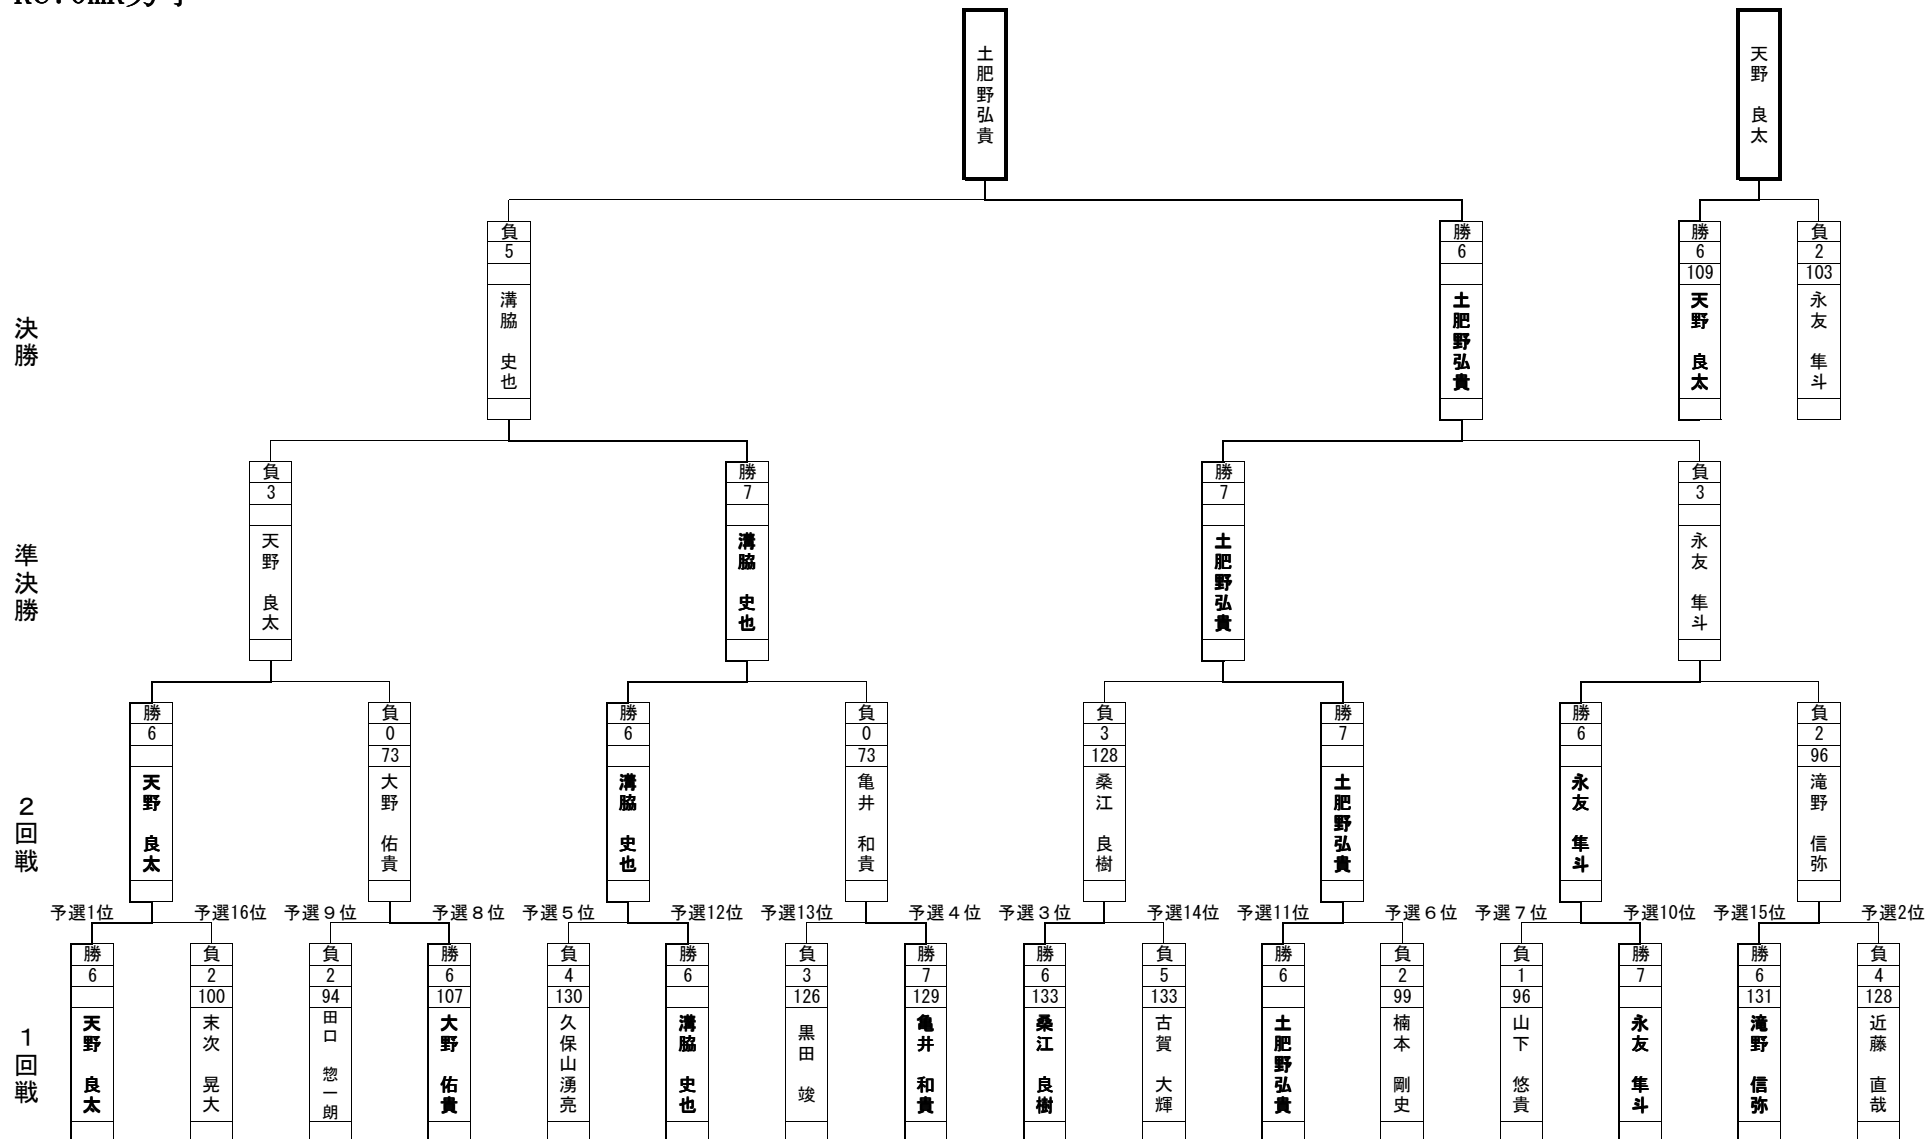 土肥野弘貴
天野 良太
負 勝 勝 負
5 6 6 2
109 103
決勝
溝脇 史也
土肥野弘貴
天野 良太
永友 隼斗
負 勝 勝 負
3 7 7 3
準決勝
天野 良太
溝脇 史也
土肥野弘貴
永友 隼斗
勝 負 勝 負 負 勝 勝 負
6 0 6 0 3 7 6 2
73 73 128 96
2回戦
天野 良太
大野 佑貴
溝脇 史也
亀井 和貴
桑江 良樹
土肥野弘貴
永友 隼斗
滝野 信弥
予選1位 予選16位 予選9位 予選8位 予選5位 予選12位 予選13位 予選4位 予選3位 予選14位 予選11位 予選6位 予選7位 予選10位 予選15位 予選2位
勝 負 負 勝 負 勝 負 勝 勝 負 勝 負 負 勝 勝 負
6 2 2 6 4 6 3 7 6 5 6 2 1 7 6 4
100 94 107 130 126 129 133 133 99 96 131 128
1回戦
天野 良太
末次 晃大
田口 惣一朗
大野 佑貴
久保山湧亮
溝脇 史也
黒田 竣
亀井 和貴
桑江 良樹
古賀 大輝
土肥野弘貴
楠本 剛史
山下 悠貴
永友 隼斗
滝野 信弥
近藤 直哉